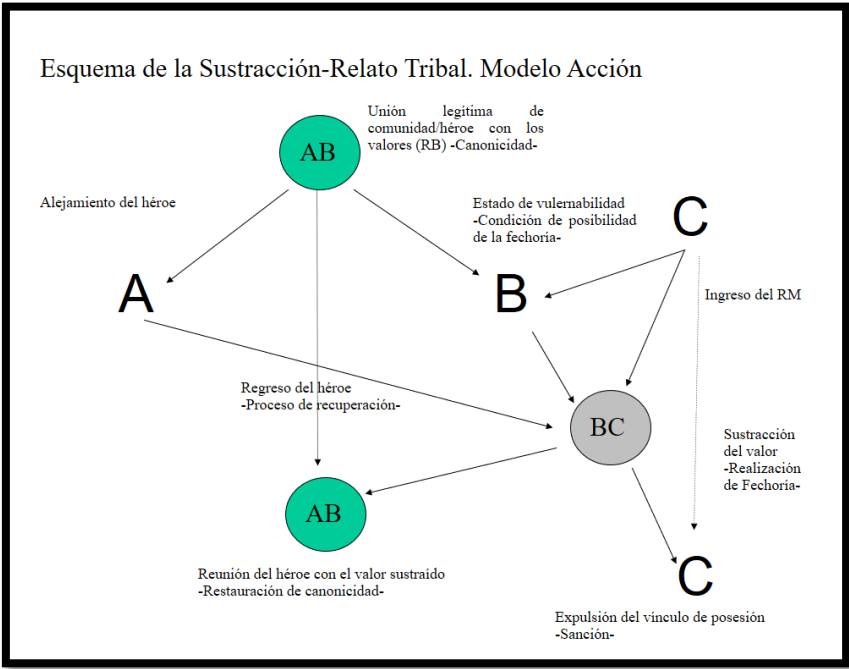 Esquema de la Sustracción-Relato Tribal. Modelo Acción
Unión legítima de
comunidad/héroe con los
valores (RB) -Canonicidad-
AB
Alejamiento del héroe
Estado de vulernabilidad
-Condición de posibilidad
de la fechoría-
C
A
B
Ingreso del RM
Regreso del héroe
-Proceso de recuperación-
BC
Sustracción
del valor
-Realización
de Fechoría-
AB
Reunión del héroe con el valor sustraído
-Restauración de canonicidad-
C
Expulsión del vínculo de posesión
-Sanción-